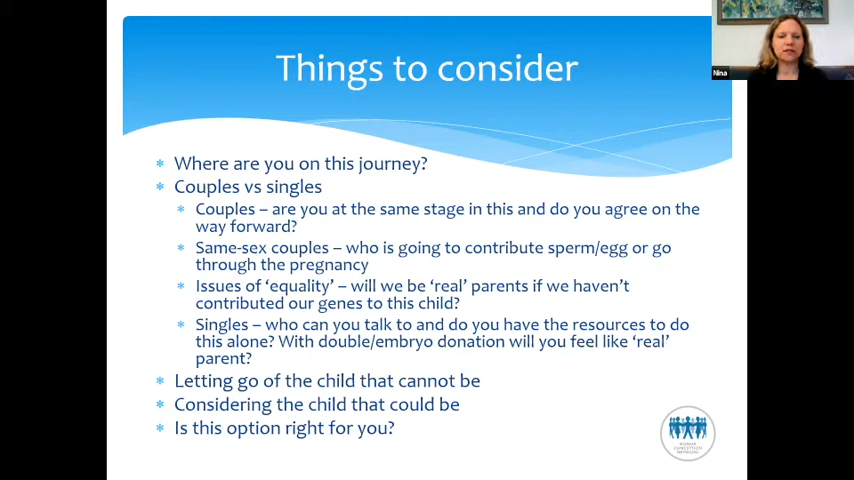 Things to consider
Nina
* Where are you on this journey?
* Couples vs singles
* Couples – are you at the same stage in this and do you agree on the
way forward?
* Same-sex couples – who is going to contribute sperm/egg or go
through the pregnancy
* Issues of ‘equality’ – will we be ‘real’ parents if we haven’t
contributed our genes to this child?
* Singles – who can you talk to and do you have the resources to do
this alone? With double/embryo donation will you feel like ‘real’
parent?
* Letting go of the child that cannot be
* Considering the child that could be
* Is this option right for you?
DONOR
CONCEPTION
NETWORK